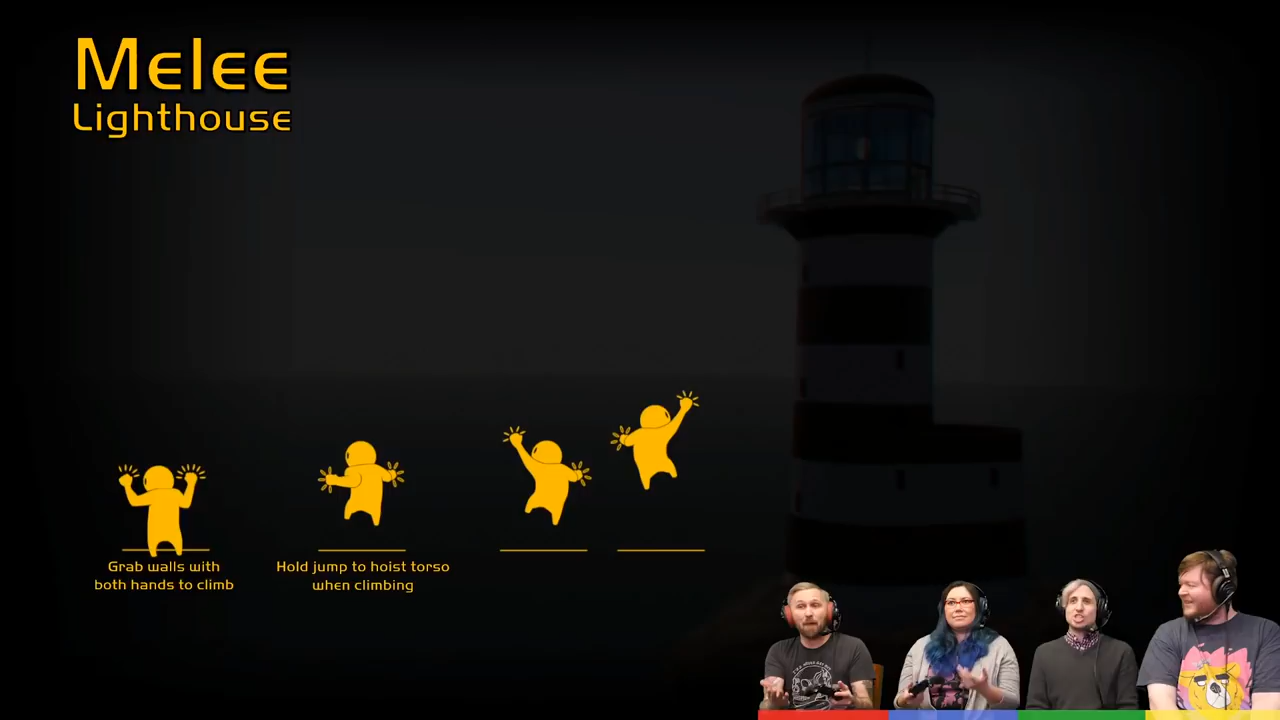 Melee
Lighthouse
Grab walls with
both hands to climb
Hold jump to hoist torso
when climbing